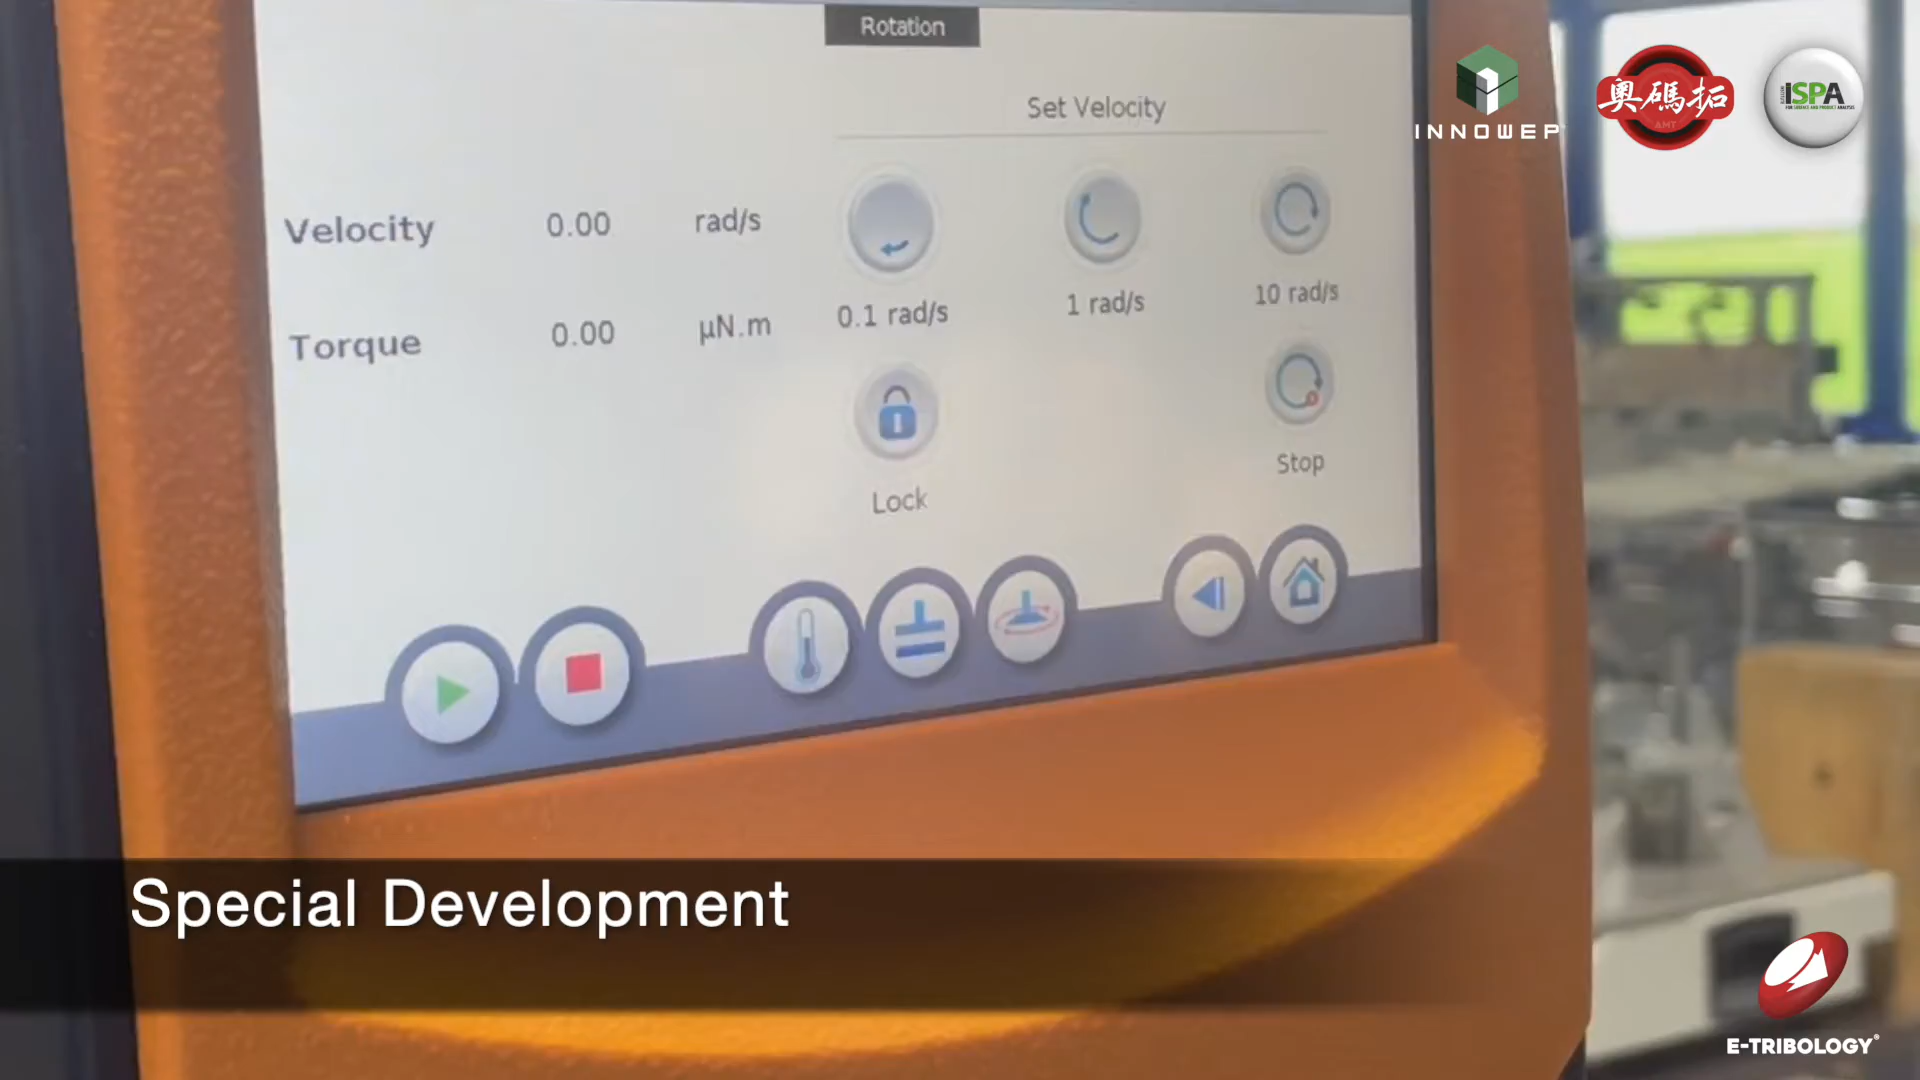 Rotation
Set Velocity
Velocity 0.00 rad/s
0.1 rad/s
1 rad/s
10 rad/s
Torque 0.00 µN.m
Lock
Stop
INNOWEP
奧碼拓
AMT
ISPA
Special Development
E-TRIBOLOGY®